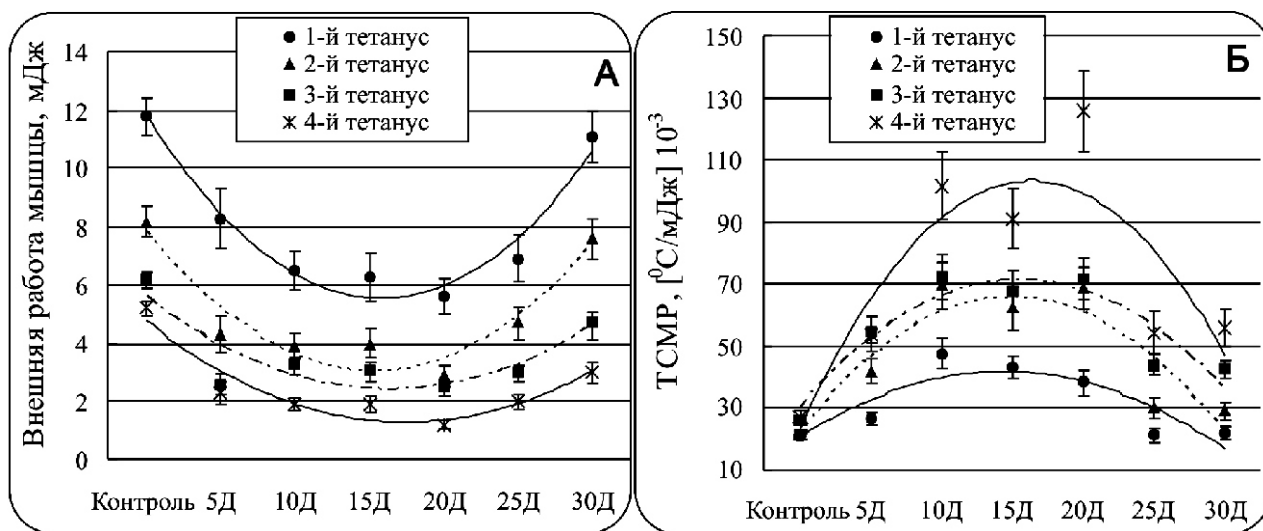 А
Внешняя работа мышцы, мДж
14
12
10
8
6
4
2
0
1-й тетанус
2-й тетанус
3-й тетанус
4-й тетанус
Контроль 5Д 10Д 15Д 20Д 25Д 30Д
Б
ТСМР, [⁰С/мДж] 10⁻³
150
130
110
90
70
50
30
10
1-й тетанус
2-й тетанус
3-й тетанус
4-й тетанус
Контроль 5Д 10Д 15Д 20Д 25Д 30Д